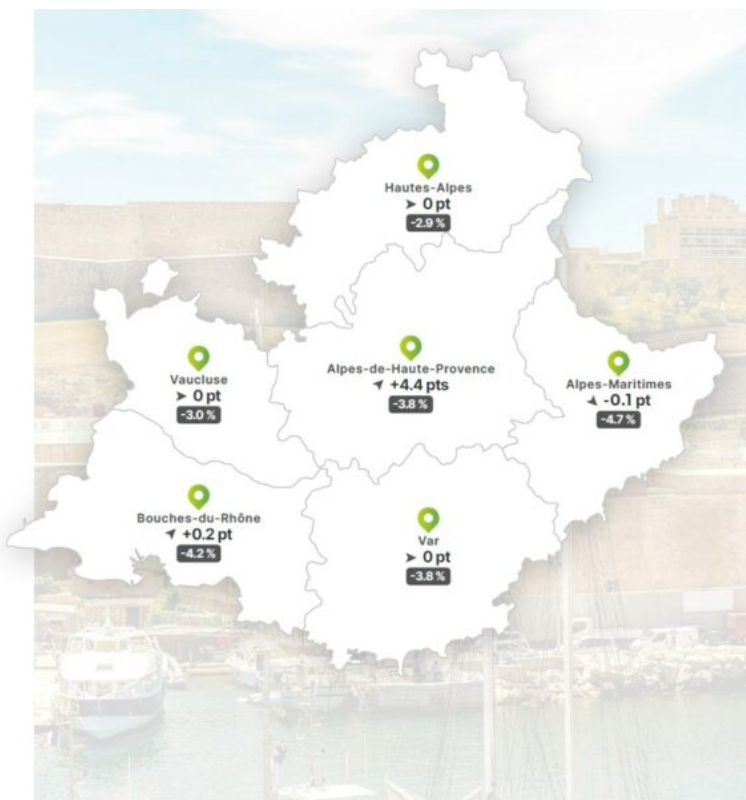 Hautes-Alpes
➤ 0 pt
-2.9 %
Alpes-de-Haute-Provence
➤ +4.4 pts
-3.8 %
Vaucluse
➤ 0 pt
-3.0 %
Alpes-Maritimes
➤ -0.1 pt
-4.7 %
Bouches-du-Rhône
➤ +0.2 pt
-4.2 %
Var
➤ 0 pt
-3.8 %